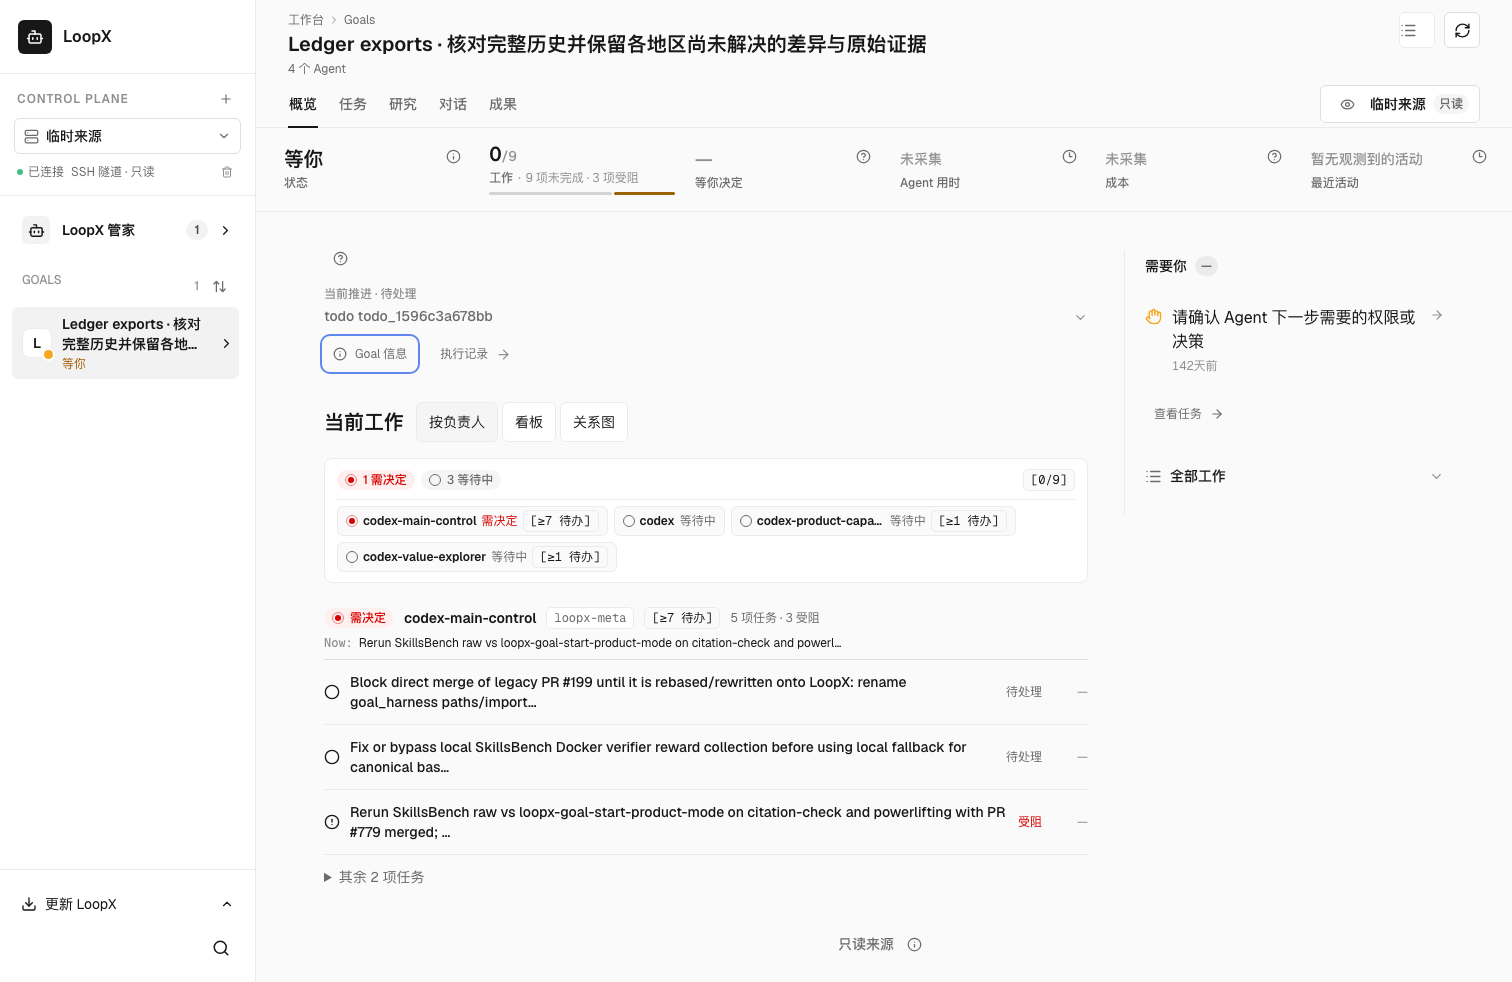 LoopX
CONTROL PLANE
临时来源
已连接 SSH 隧道 · 只读
LoopX 管家 1
GOALS 1
L
Ledger exports · 核对
完整历史并保留各地...
等你
更新 LoopX
工作台 > Goals
Ledger exports · 核对完整历史并保留各地区尚未解决的差异与原始证据
4 个 Agent
概览 任务 研究 对话 成果
临时来源 只读
等你
状态
0/9
工作 · 9 项未完成 · 3 项受阻
—
等你决定
未采集
Agent 用时
未采集
成本
暂无观测到的活动
最近活动
当前推进 · 待处理
todo todo_1596c3a678bb
Goal 信息 执行记录 →
当前工作 按负责人 看板 关系图
1 需决定 3 等待中 [0/9]
codex-main-control 需决定 [≥7 待办] codex 等待中 codex-product-capa... 等待中 [≥1 待办]
codex-value-explorer 等待中 [≥1 待办]
需决定 codex-main-control loopx-meta [≥7 待办] 5 项任务 · 3 受阻
Now: Rerun SkillsBench raw vs loopx-goal-start-product-mode on citation-check and powerl...
Block direct merge of legacy PR #199 until it is rebased/rewritten onto LoopX: rename
goal_harness paths/import...
待处理 —
Fix or bypass local SkillsBench Docker verifier reward collection before using local fallback for
canonical bas...
待处理 —
Rerun SkillsBench raw vs loopx-goal-start-product-mode on citation-check and powerlifting with PR
#779 merged; ...
受阻 —
其余 2 项任务
只读来源
需要你 —
请确认 Agent 下一步需要的权限或
决策
142天前
查看任务 →
全部工作